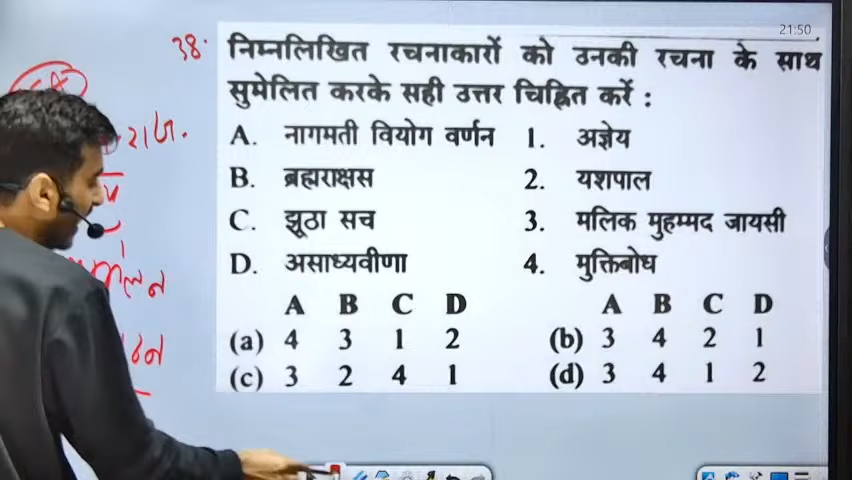 21:50
38. निम्नलिखित रचनाकारों को उनकी रचना के साथ
सुमेलित करके सही उत्तर चिह्नित करें :
A. नागमती वियोग वर्णन 1. अज्ञेय
B. ब्रह्मराक्षस 2. यशपाल
C. झूठा सच 3. मलिक मुहम्मद जायसी
D. असाध्यवीणा 4. मुक्तिबोध
A B C D A B C D
(a) 4 3 1 2 (b) 3 4 2 1
(c) 3 2 4 1 (d) 3 4 1 2